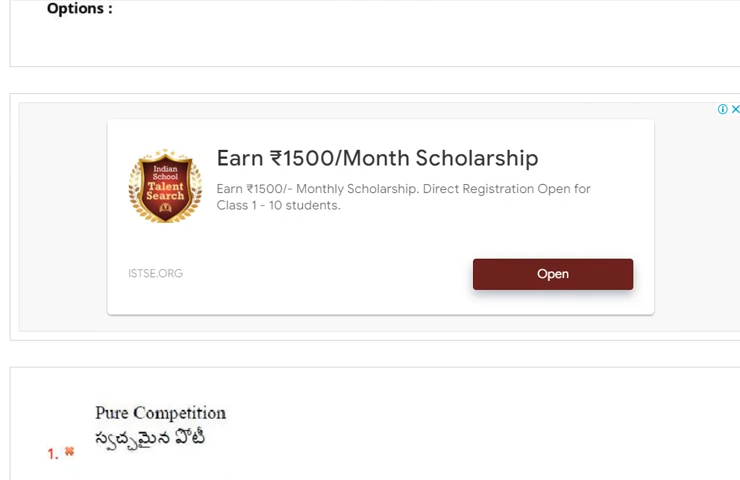 Options :
Earn ₹1500/Month Scholarship
Indian
School
Talent
Search
Earn ₹1500/- Monthly Scholarship. Direct Registration Open for
Class 1 - 10 students.
ISTSE.ORG
Open
Pure Competition
స్వచ్ఛమైన పోటీ
1.